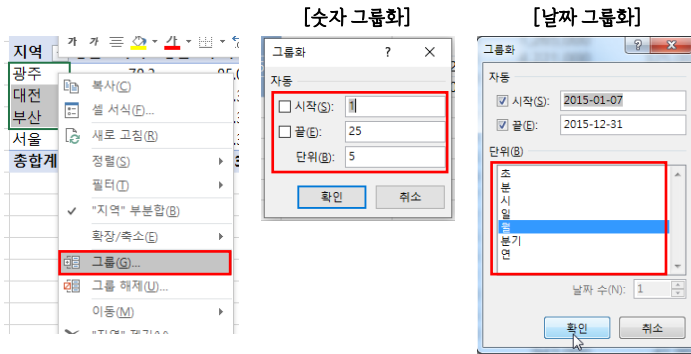 [숫자 그룹화]
[날짜 그룹화]
지역
광주
대전
부산
서울
총합계
가 가
복사(C)
셀 서식(F)...
새로 고침(R)
정렬(S)
필터(T)
"지역" 부분합(B)
확장/축소(E)
그룹(G)...
그룹 해제(U)...
이동(M)
그룹화
자동
시작(S): 1
끝(E): 25
단위(B): 5
확인 취소
그룹화
자동
시작(S): 2015-01-07
끝(E): 2015-12-31
단위(B)
초
분
시
일
월
분기
연
날짜 수(N): 1
확인 취소